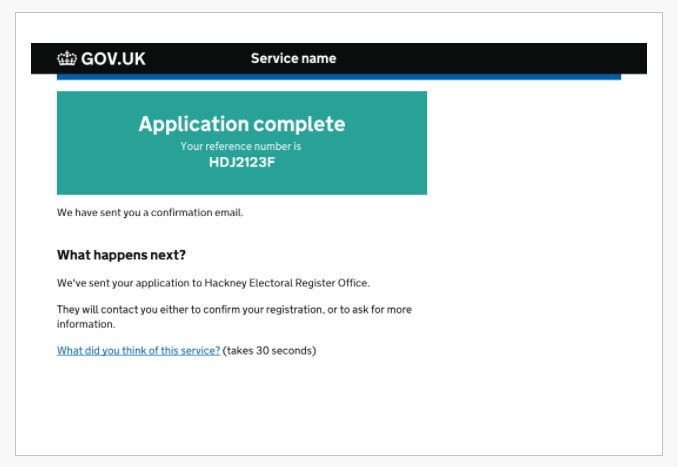 GOV.UK Service name
Application complete
Your reference number is
HDJ2123F
We have sent you a confirmation email.
What happens next?
We've sent your application to Hackney Electoral Register Office.
They will contact you either to confirm your registration, or to ask for more
information.
What did you think of this service? (takes 30 seconds)